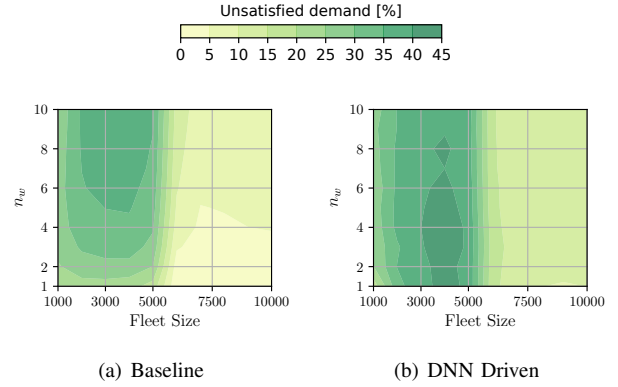 Unsatisfied demand [%]
0 5 10 15 20 25 30 35 40 45
10
8
6
4
2
1
n_w
1000 3000 5000 7500 10000
Fleet Size
(a) Baseline
10
8
6
4
2
1
n_w
1000 3000 5000 7500 10000
Fleet Size
(b) DNN Driven